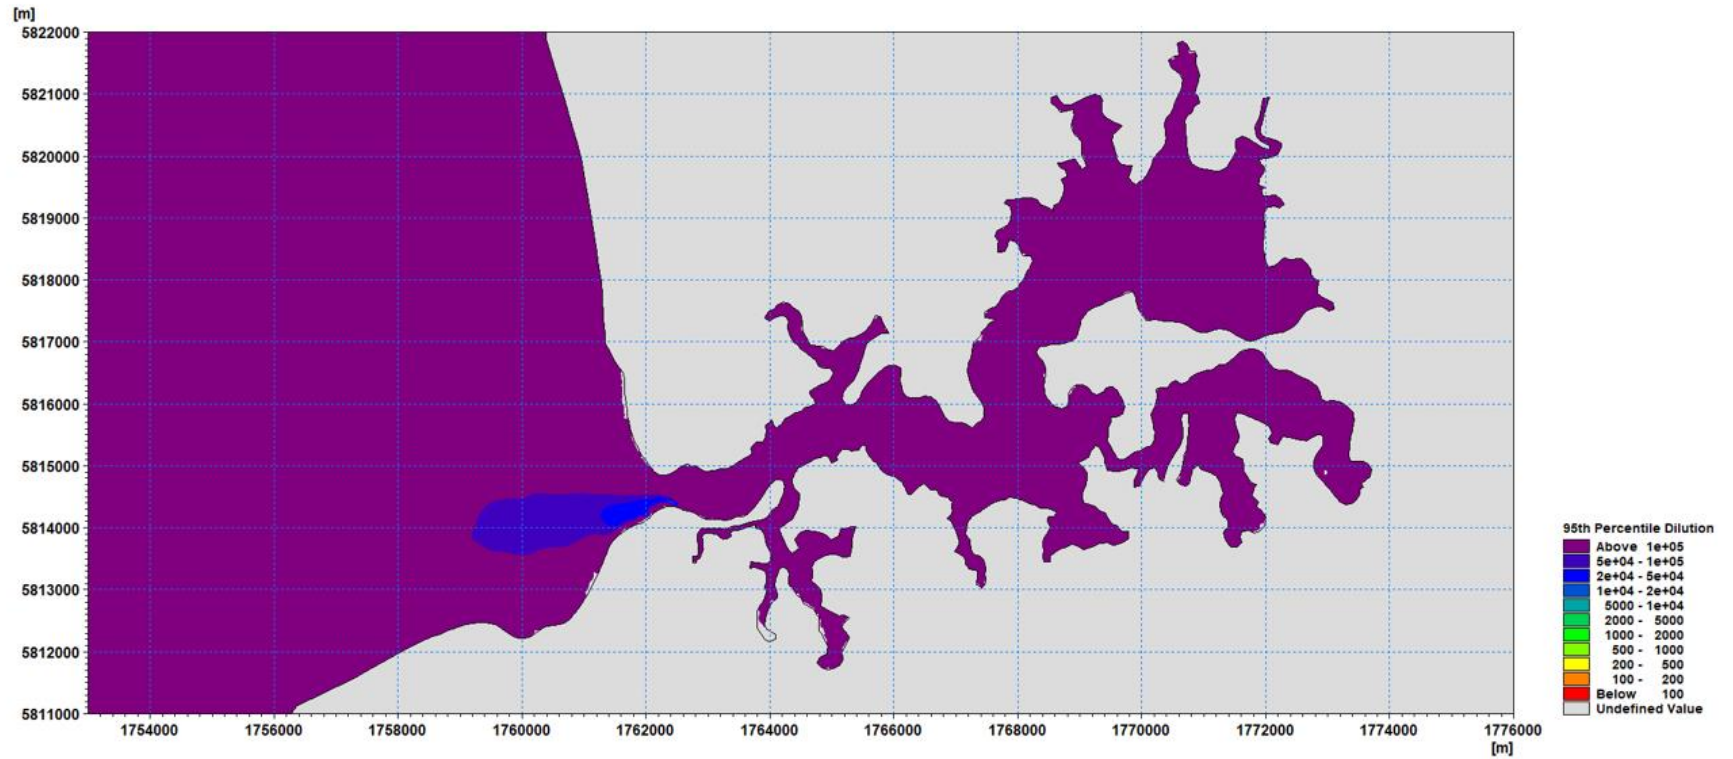 [m]
5822000
5821000
5820000
5819000
5818000
5817000
5816000
5815000
5814000
5813000
5812000
5811000
1754000 1756000 1758000 1760000 1762000 1764000 1766000 1768000 1770000 1772000 1774000 1776000
[m]
95th Percentile Dilution
Above 1e+05
5e+04 - 1e+05
2e+04 - 5e+04
1e+04 - 2e+04
5000 - 1e+04
2000 - 5000
1000 - 2000
500 - 1000
200 - 500
100 - 200
Below 100
Undefined Value